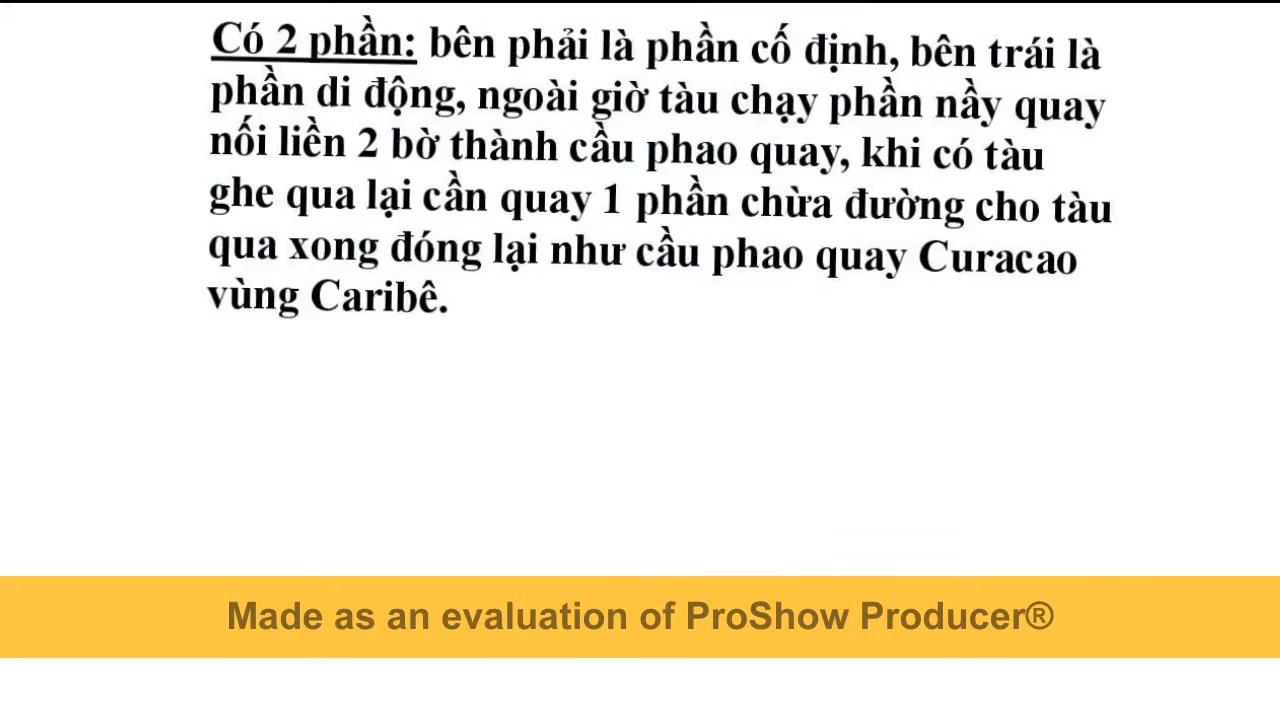 Có 2 phần: bên phải là phần cố định, bên trái là
phần di động, ngoài giờ tàu chạy phần nầy quay
nối liền 2 bờ thành cầu phao quay, khi có tàu
ghe qua lại cần quay 1 phần chừa đường cho tàu
qua xong đóng lại như cầu phao quay Curacao
vùng Caribê.
Made as an evaluation of ProShow Producer®